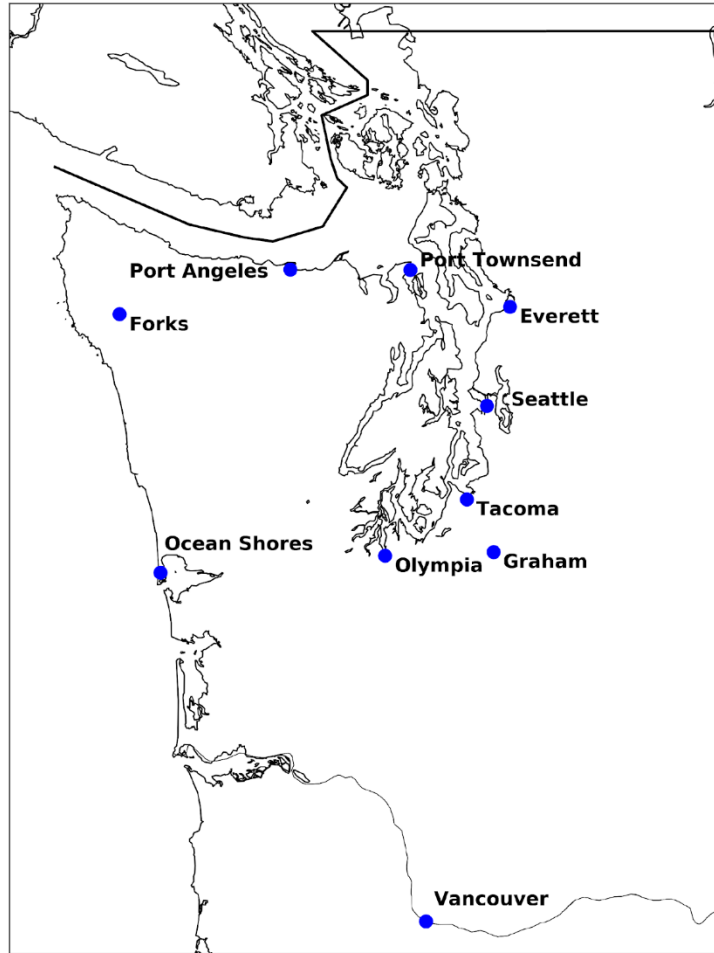 Port Angeles
Port Townsend
Forks
Everett
Seattle
Tacoma
Ocean Shores
Olympia
Graham
Vancouver